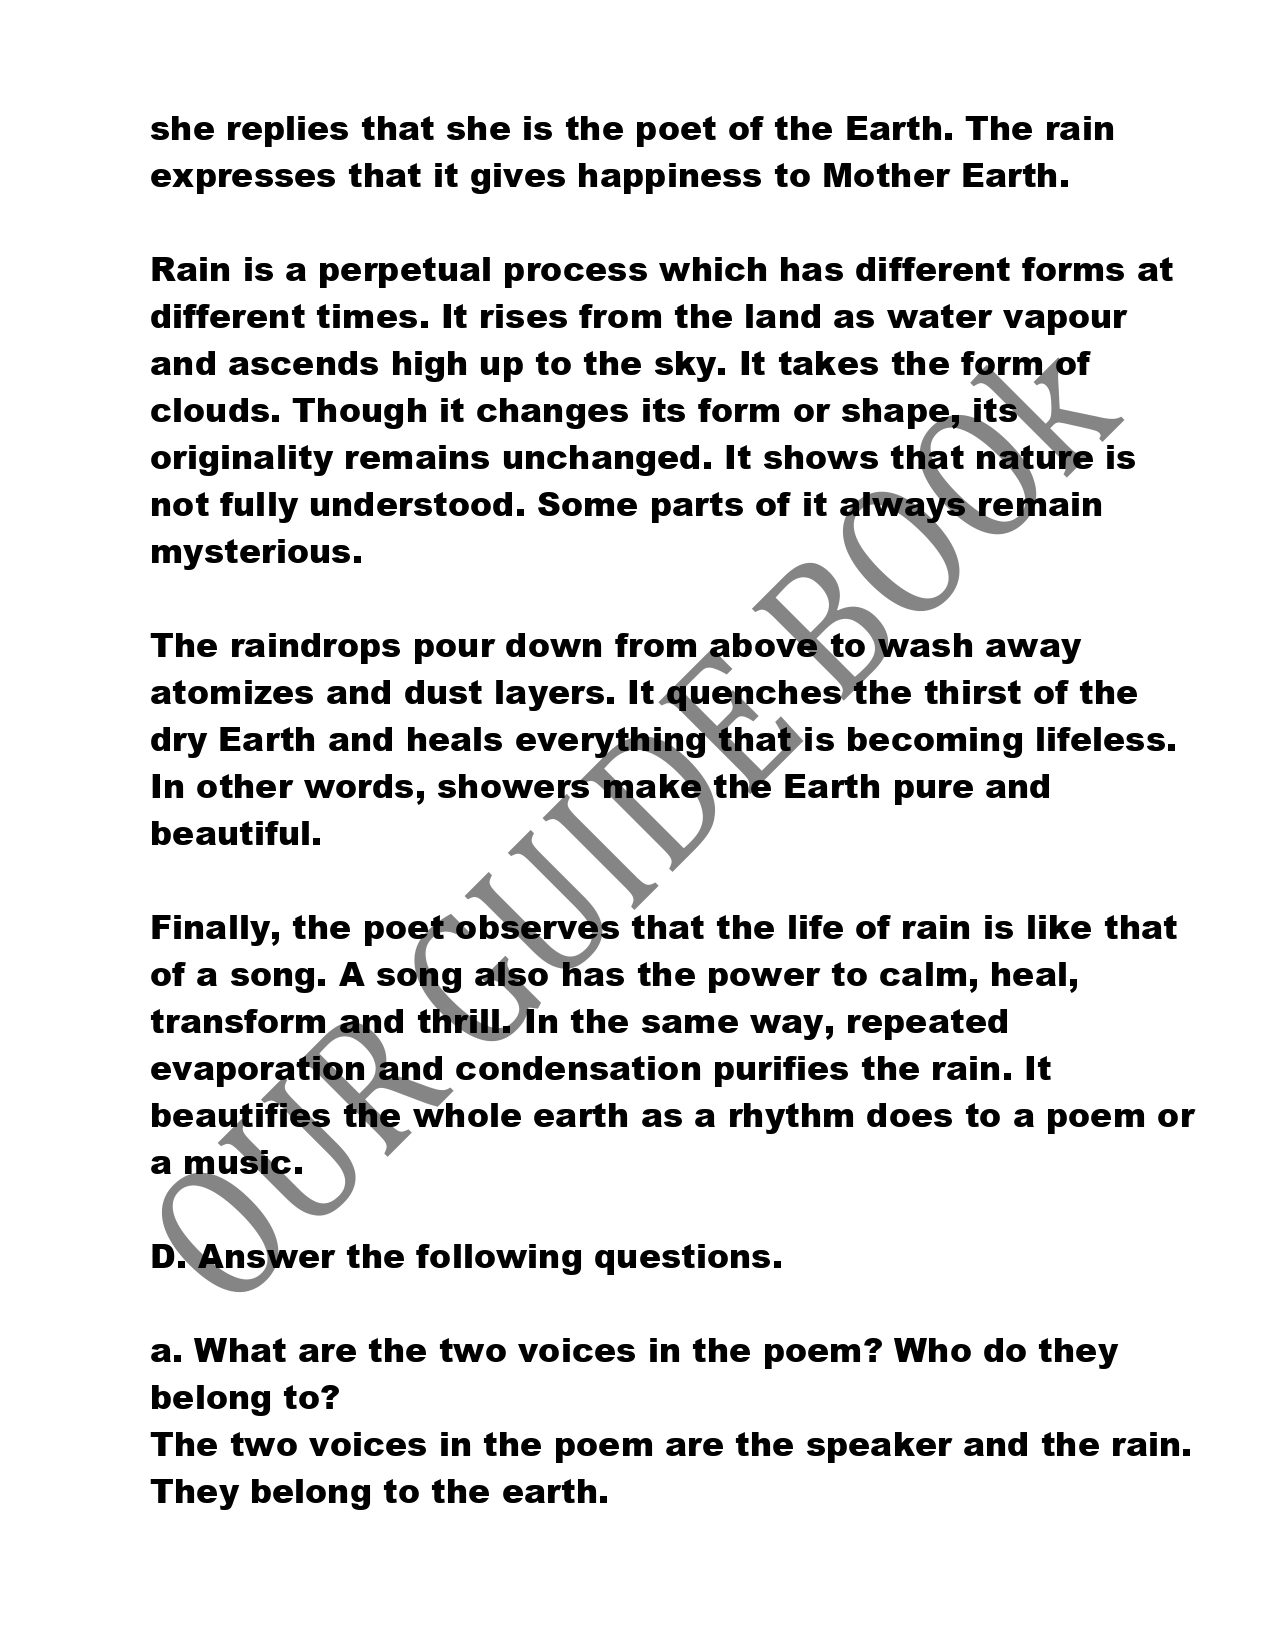 she replies that she is the poet of the Earth. The rain
expresses that it gives happiness to Mother Earth.
Rain is a perpetual process which has different forms at
different times. It rises from the land as water vapour
and ascends high up to the sky. It takes the form of
clouds. Though it changes its form or shape, its
originality remains unchanged. It shows that nature is
not fully understood. Some parts of it always remain
mysterious.
The raindrops pour down from above to wash away
atomizes and dust layers. It quenches the thirst of the
dry Earth and heals everything that is becoming lifeless.
In other words, showers make the Earth pure and
beautiful.
Finally, the poet observes that the life of rain is like that
of a song. A song also has the power to calm, heal,
transform and thrill. In the same way, repeated
evaporation and condensation purifies the rain. It
beautifies the whole earth as a rhythm does to a poem or
a music.
D. Answer the following questions.
a. What are the two voices in the poem? Who do they
belong to?
The two voices in the poem are the speaker and the rain.
They belong to the earth.
OUR GUIDE BOOk